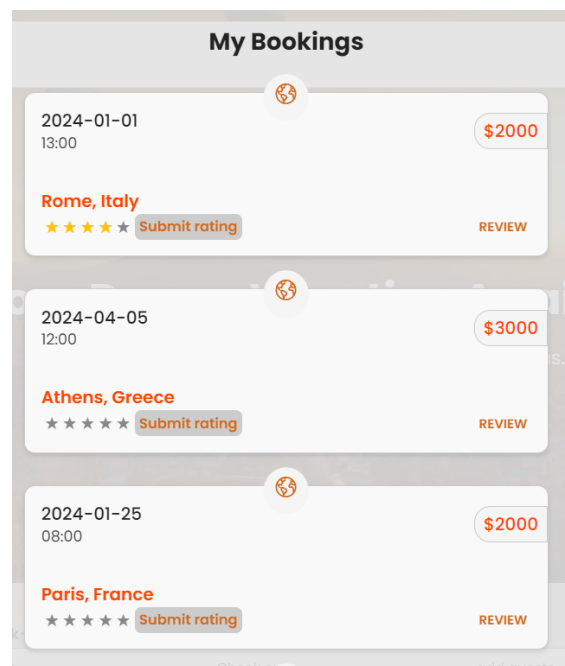 My Bookings
2024-01-01
13:00
$2000
Rome, Italy
Submit rating
REVIEW
2024-04-05
12:00
$3000
Athens, Greece
Submit rating
REVIEW
2024-01-25
08:00
$2000
Paris, France
Submit rating
REVIEW